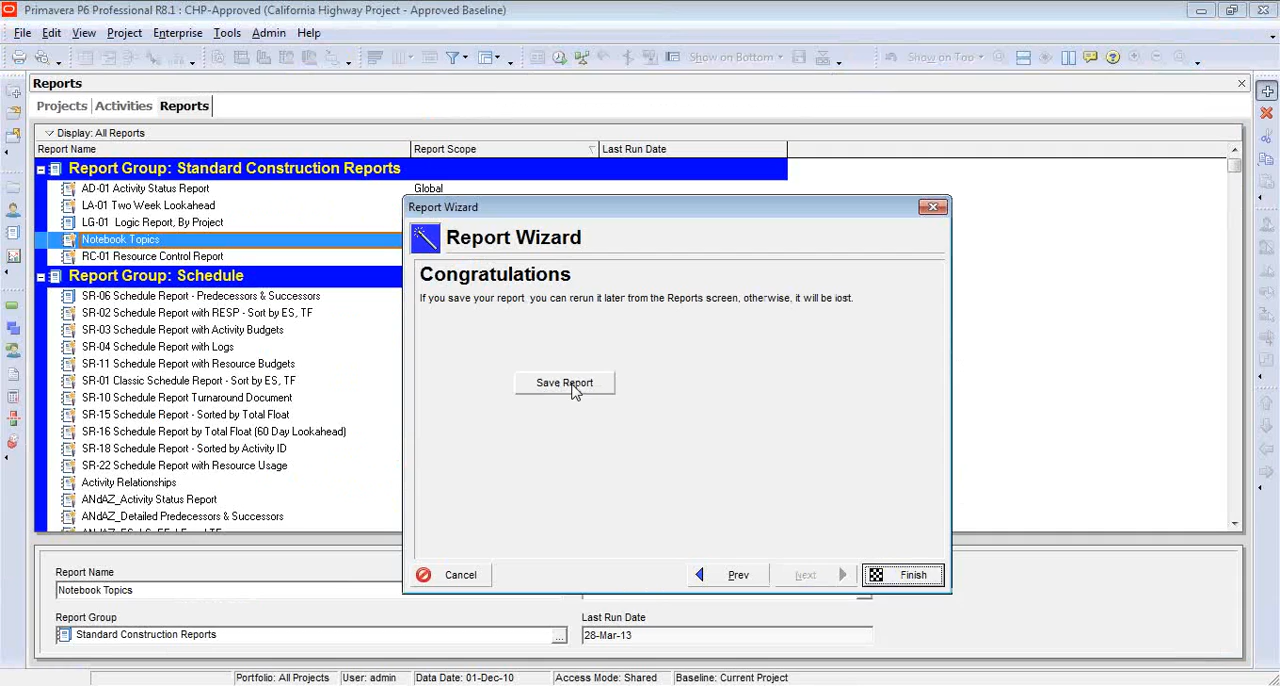 Primavera P6 Professional R8.1 : CHP-Approved (California Highway Project - Approved Baseline)
File Edit View Project Enterprise Tools Admin Help
Show on Bottom Show on Top
Reports
Projects Activities Reports
Display: All Reports
Report Name Report Scope Last Run Date
Report Group: Standard Construction Reports
AD-01 Activity Status Report Global
LA-01 Two Week Lookahead
LG-01 Logic Report, By Project
Notebook Topics
RC-01 Resource Control Report
Report Group: Schedule
SR-06 Schedule Report - Predecessors & Successors
SR-02 Schedule Report with RESP - Sort by ES, TF
SR-03 Schedule Report with Activity Budgets
SR-04 Schedule Report with Logs
SR-11 Schedule Report with Resource Budgets
SR-01 Classic Schedule Report - Sort by ES, TF
SR-10 Schedule Report Turnaround Document
SR-15 Schedule Report - Sorted by Total Float
SR-16 Schedule Report by Total Float (60 Day Lookahead)
SR-18 Schedule Report - Sorted by Activity ID
SR-22 Schedule Report with Resource Usage
Activity Relationships
ANdAZ_Activity Status Report
ANdAZ_Detailed Predecessors & Successors
Report Wizard
Report Wizard
Congratulations
If you save your report you can rerun it later from the Reports screen, otherwise, it will be lost.
Save Report
Cancel Prev Next Finish
Report Name
Notebook Topics
Report Group Last Run Date
Standard Construction Reports ... 28-Mar-13
Portfolio: All Projects User: admin Data Date: 01-Dec-10 Access Mode: Shared Baseline: Current Project